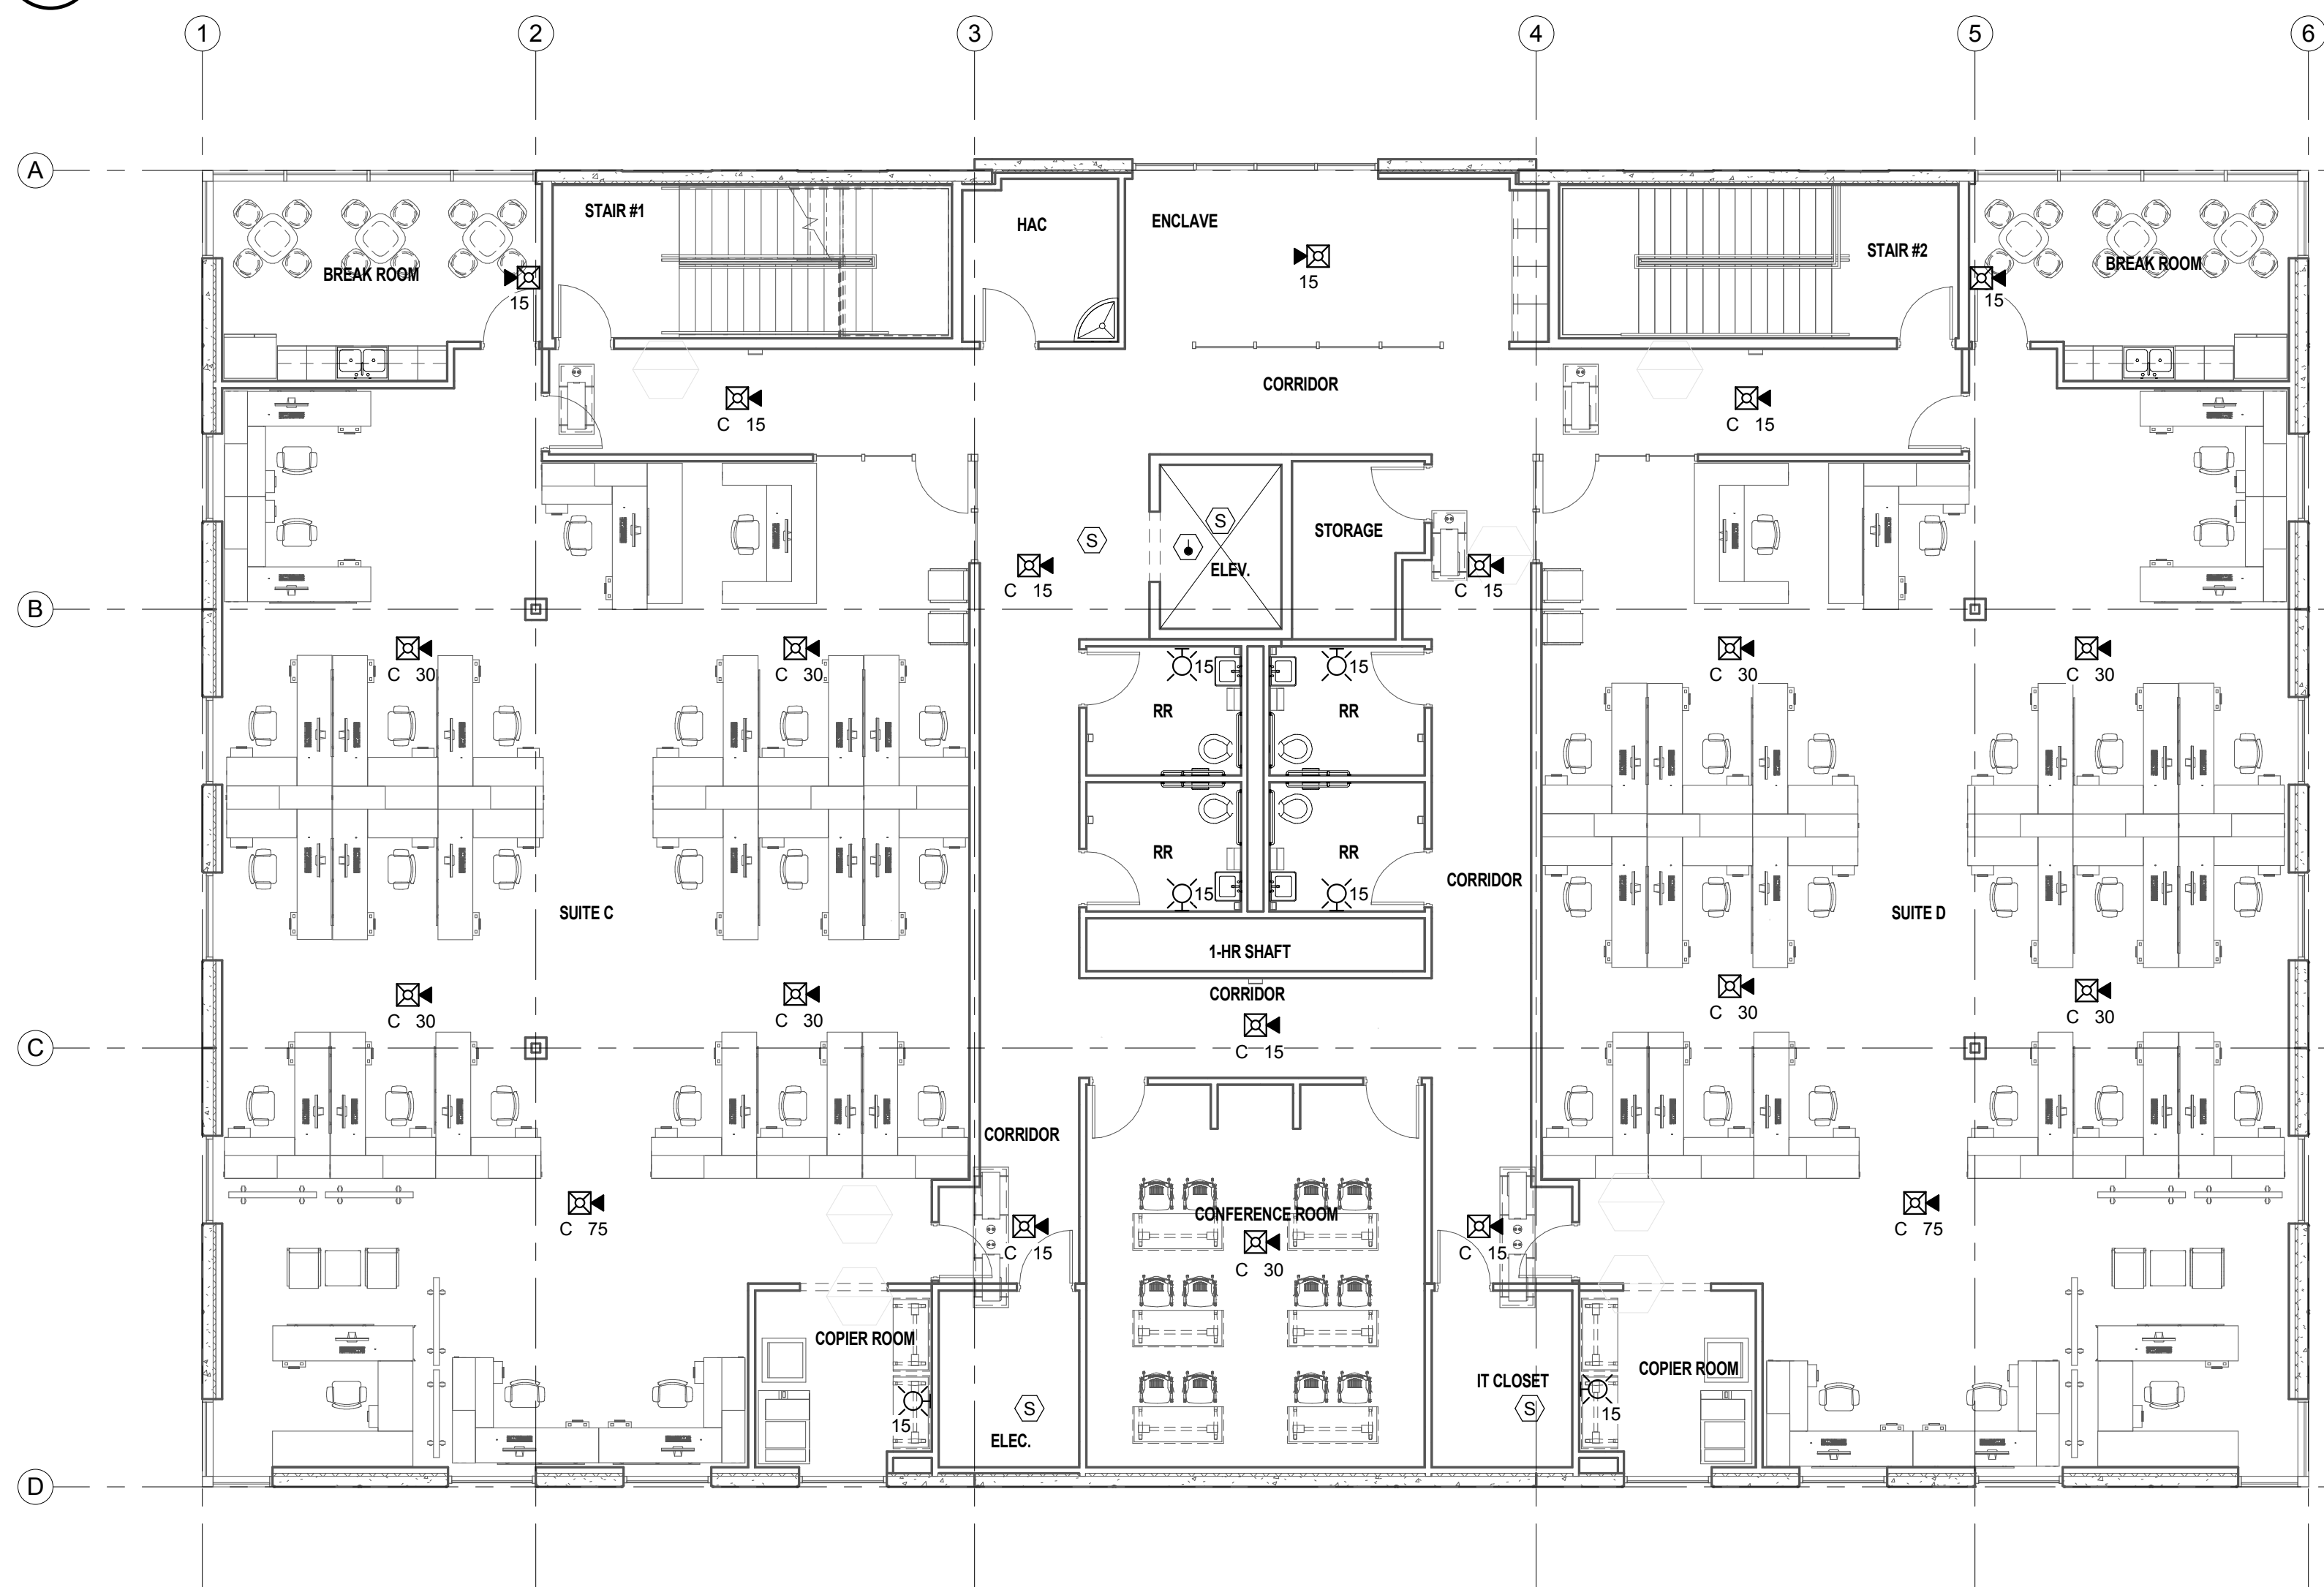 1 2 3 4 5 6
A
STAIR #1
HAC
ENCLAVE
STAIR #2
BREAK ROOM
BREAK ROOM
15
15
15
CORRIDOR
C 15
C 15
S
S
STORAGE
ELEV.
C 15
C 15
B
C 30
C 30
15
15
C 30
C 30
RR
RR
RR
RR
CORRIDOR
15
15
SUITE C
SUITE D
1-HR SHAFT
CORRIDOR
C 30
C 30
C 30
C 30
C 15
C
CORRIDOR
C 75
CONFERENCE ROOM
C 75
C 15
C 30
C 15
COPIER ROOM
IT CLOSET
COPIER ROOM
15
S
S
15
ELEC.
D